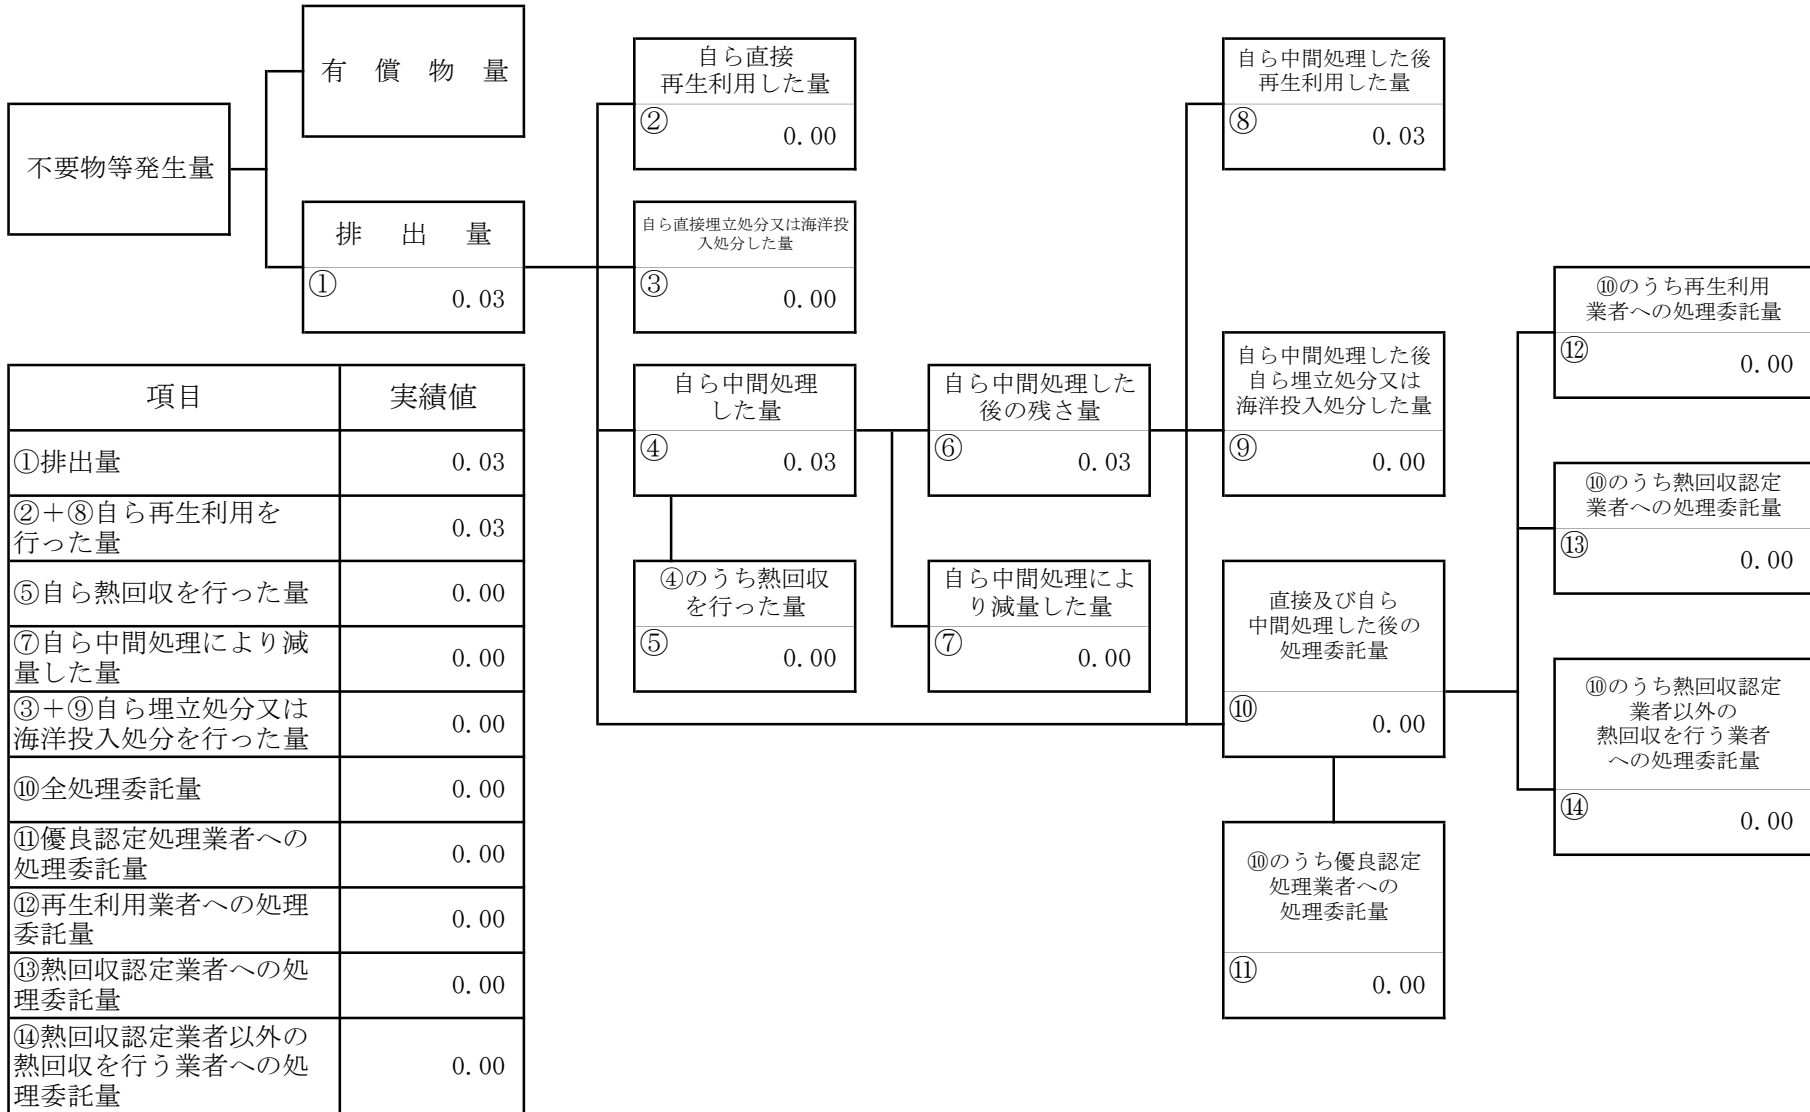 有　償　物　量
不要物等発生量
排　出　量
①
0.03
自ら直接
再生利用した量
②
0.00
自ら直接埋立処分又は海洋投
入処分した量
③
0.00
自ら中間処理
した量
④
0.03
④のうち熱回収
を行った量
⑤
0.00
自ら中間処理した
後の残さ量
⑥
0.03
自ら中間処理によ
り減量した量
⑦
0.00
自ら中間処理した後
再生利用した量
⑧
0.03
自ら中間処理した後
自ら埋立処分又は
海洋投入処分した量
⑨
0.00
直接及び自ら
中間処理した後の
処理委託量
⑩
0.00
⑩のうち優良認定
処理業者への
処理委託量
⑪
0.00
⑩のうち再生利用
業者への処理委託量
⑫
0.00
⑩のうち熱回収認定
業者への処理委託量
⑬
0.00
⑩のうち熱回収認定
業者以外の
熱回収を行う業者
への処理委託量
⑭
0.00
項目 実績値
①排出量 0.03
②＋⑧自ら再生利用を
行った量 0.03
⑤自ら熱回収を行った量 0.00
⑦自ら中間処理により減
量した量 0.00
③＋⑨自ら埋立処分又は
海洋投入処分を行った量 0.00
⑩全処理委託量 0.00
⑪優良認定処理業者への
処理委託量 0.00
⑫再生利用業者への処理
委託量 0.00
⑬熱回収認定業者への処
理委託量 0.00
⑭熱回収認定業者以外の
熱回収を行う業者への処 0.00
理委託量